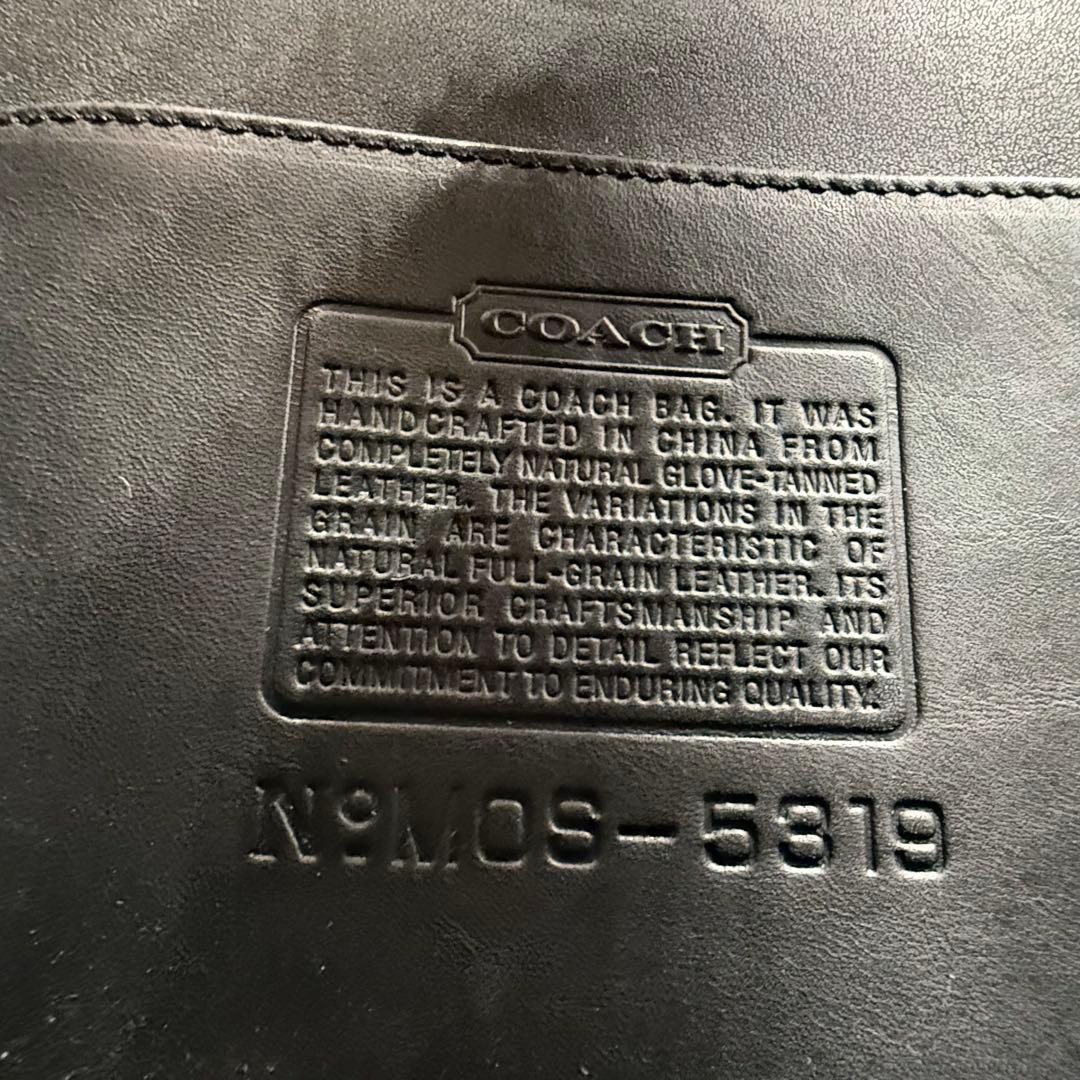 COACH
THIS IS A COACH BAG. IT WAS
HANDCRAFTED IN CHINA FROM
COMPLETELY NATURAL GLOVE-TANNED
LEATHER. THE VARIATIONS IN THE
GRAIN ARE CHARACTERISTIC OF
NATURAL FULL-GRAIN LEATHER. ITS
SUPERIOR CRAFTSMANSHIP AND
ATTENTION TO DETAIL REFLECT OUR
COMMITMENT TO ENDURING QUALITY.
Nº M0S-5319